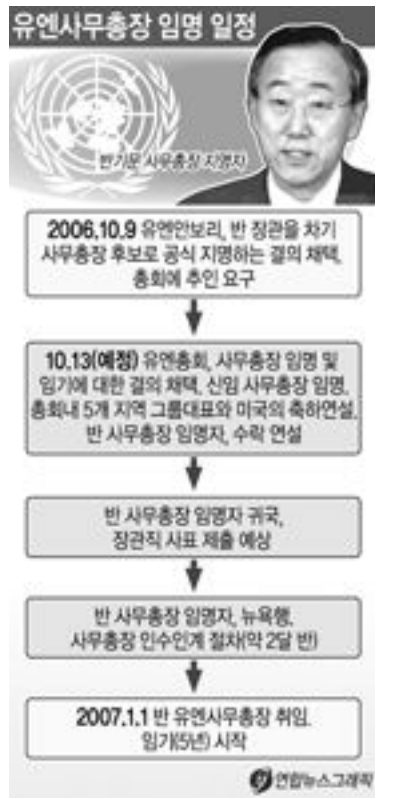 유엔사무총장 임명 일정
반기문 사무총장 지명자
2006.10.9 유엔안보리, 반 장관을 차기
사무총장 후보로 공식 지명하는 결의 채택,
총회에 추인 요구
10.13(예정) 유엔총회, 사무총장 임명 및
임기에 대한 결의 채택, 신임 사무총장 임명,
총회내 5개 지역 그룹대표와 미국의 축하연설,
반 사무총장 임명자, 수락 연설
반 사무총장 임명자 귀국,
장관직 사표 제출 예상
반 사무총장 임명자, 뉴욕행,
사무총장 인수인계 절차(약 2달 반)
2007.1.1 반 유엔사무총장 취임,
임기(5년) 시작
연합뉴스그래픽